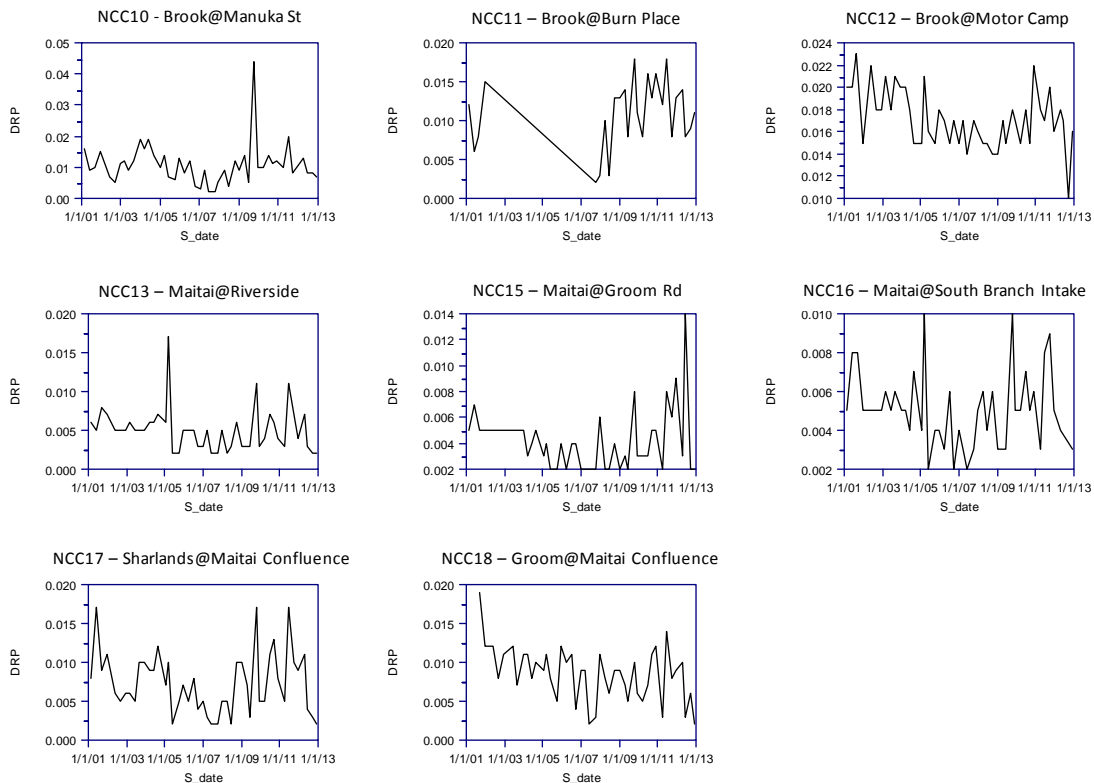 NCC10 - Brook@Manuka St
0.05
0.04
0.03
0.02
0.01
0.00
DRP
1/1/01 1/1/03 1/1/05 1/1/07 1/1/09 1/1/11 1/1/13
S_date
NCC11 – Brook@Burn Place
0.020
0.015
0.010
0.005
0.000
DRP
1/1/01 1/1/03 1/1/05 1/1/07 1/1/09 1/1/11 1/1/13
S_date
NCC12 – Brook@Motor Camp
0.024
0.022
0.020
0.018
0.016
0.014
0.012
0.010
DRP
1/1/01 1/1/03 1/1/05 1/1/07 1/1/09 1/1/11 1/1/13
S_date
NCC13 – Maitai@Riverside
0.020
0.015
0.010
0.005
0.000
DRP
1/1/01 1/1/03 1/1/05 1/1/07 1/1/09 1/1/11 1/1/13
S_date
NCC15 – Maitai@Groom Rd
0.014
0.012
0.010
0.008
0.006
0.004
0.002
DRP
1/1/01 1/1/03 1/1/05 1/1/07 1/1/09 1/1/11 1/1/13
S_date
NCC16 – Maitai@South Branch Intake
0.010
0.008
0.006
0.004
0.002
DRP
1/1/01 1/1/03 1/1/05 1/1/07 1/1/09 1/1/11 1/1/13
S_date
NCC17 – Sharlands@Maitai Confluence
0.020
0.015
0.010
0.005
0.000
DRP
1/1/01 1/1/03 1/1/05 1/1/07 1/1/09 1/1/11 1/1/13
S_date
NCC18 – Groom@Maitai Confluence
0.020
0.015
0.010
0.005
0.000
DRP
1/1/01 1/1/03 1/1/05 1/1/07 1/1/09 1/1/11 1/1/13
S_date